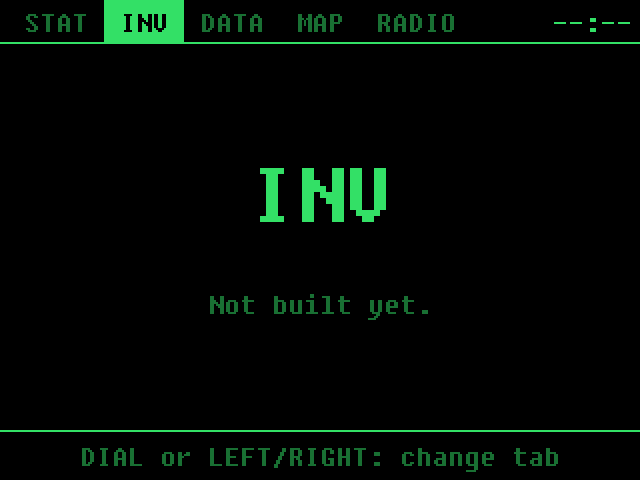 STAT INV DATA MAP RADIO --:--
INV
Not built yet.
DIAL or LEFT/RIGHT: change tab